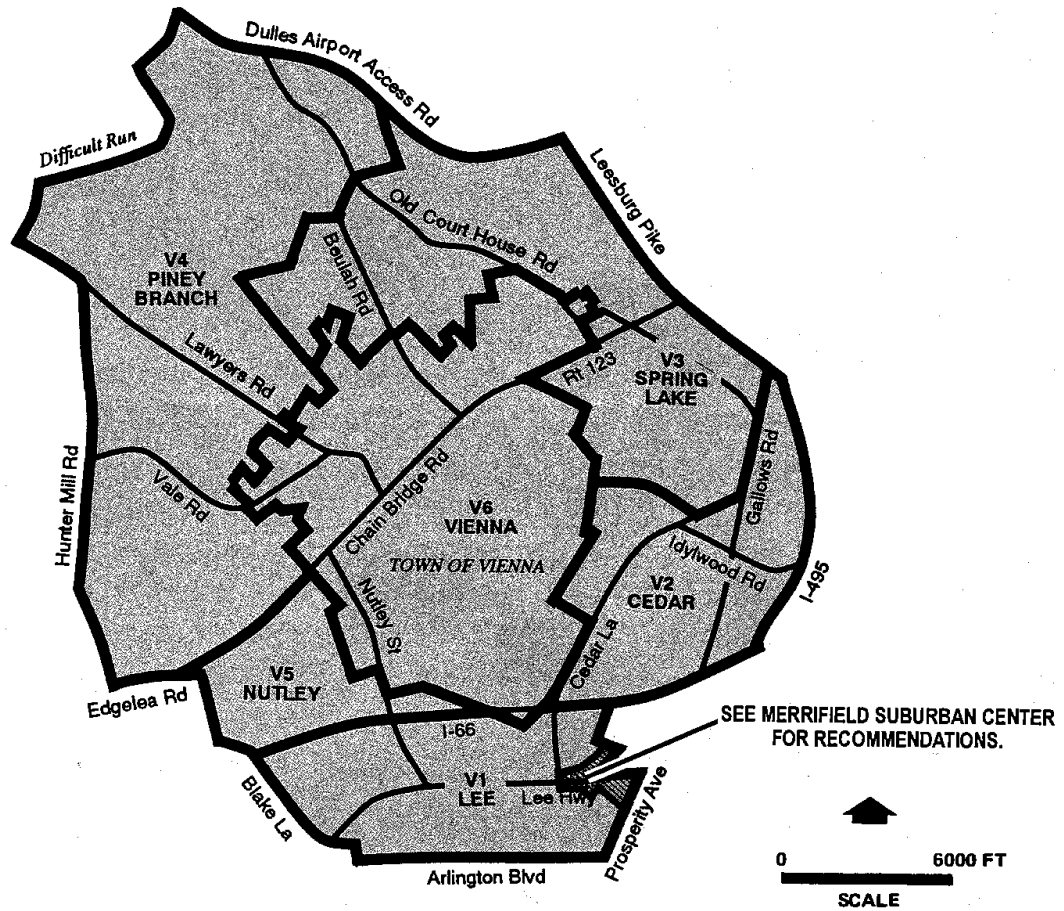 Dulles Airport Access Rd
Difficult Run
Leesburg Pike
Old Court House Rd
Beulah Rd
V4
PINEY
BRANCH
Lawyers Rd
Rt 123
V3
SPRING
LAKE
Hunter Mill Rd
Vale Rd
Chain Bridge Rd
Gallows Rd
V6
VIENNA
TOWN OF VIENNA
Idylwood Rd
I-495
V2
CEDAR
Nutley St
Cedar La
V5
NUTLEY
Edgelea Rd
I-66
SEE MERRIFIELD SUBURBAN CENTER
FOR RECOMMENDATIONS.
V1
LEE
Lee Hwy
Blake La
Prosperity Ave
Arlington Blvd
0 6000 FT
SCALE